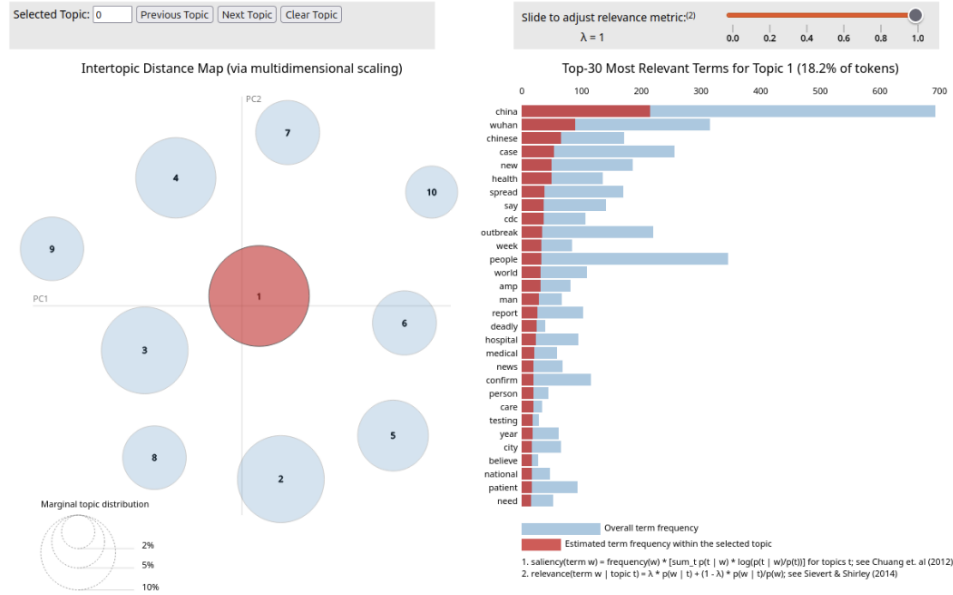 Selected Topic: 0 Previous Topic Next Topic Clear Topic
Slide to adjust relevance metric:(2)
λ = 1
0.0 0.2 0.4 0.6 0.8 1.0
Intertopic Distance Map (via multidimensional scaling)
PC2
7
4
10
9
1
PC1
6
3
5
8
2
Marginal topic distribution
2%
5%
10%
Top-30 Most Relevant Terms for Topic 1 (18.2% of tokens)
0 100 200 300 400 500 600 700
china
wuhan
chinese
case
new
health
spread
say
cdc
outbreak
week
people
world
amp
man
report
deadly
hospital
medical
news
confirm
person
care
testing
year
city
believe
national
patient
need
Overall term frequency
Estimated term frequency within the selected topic
1. saliency(term w) = frequency(w) * [sum_t p(t | w) * log(p(t | w)/p(t))] for topics t; see Chuang et. al (2012)
2. relevance(term w | topic t) = λ * p(w | t) + (1 - λ) * p(w | t)/p(w); see Sievert & Shirley (2014)